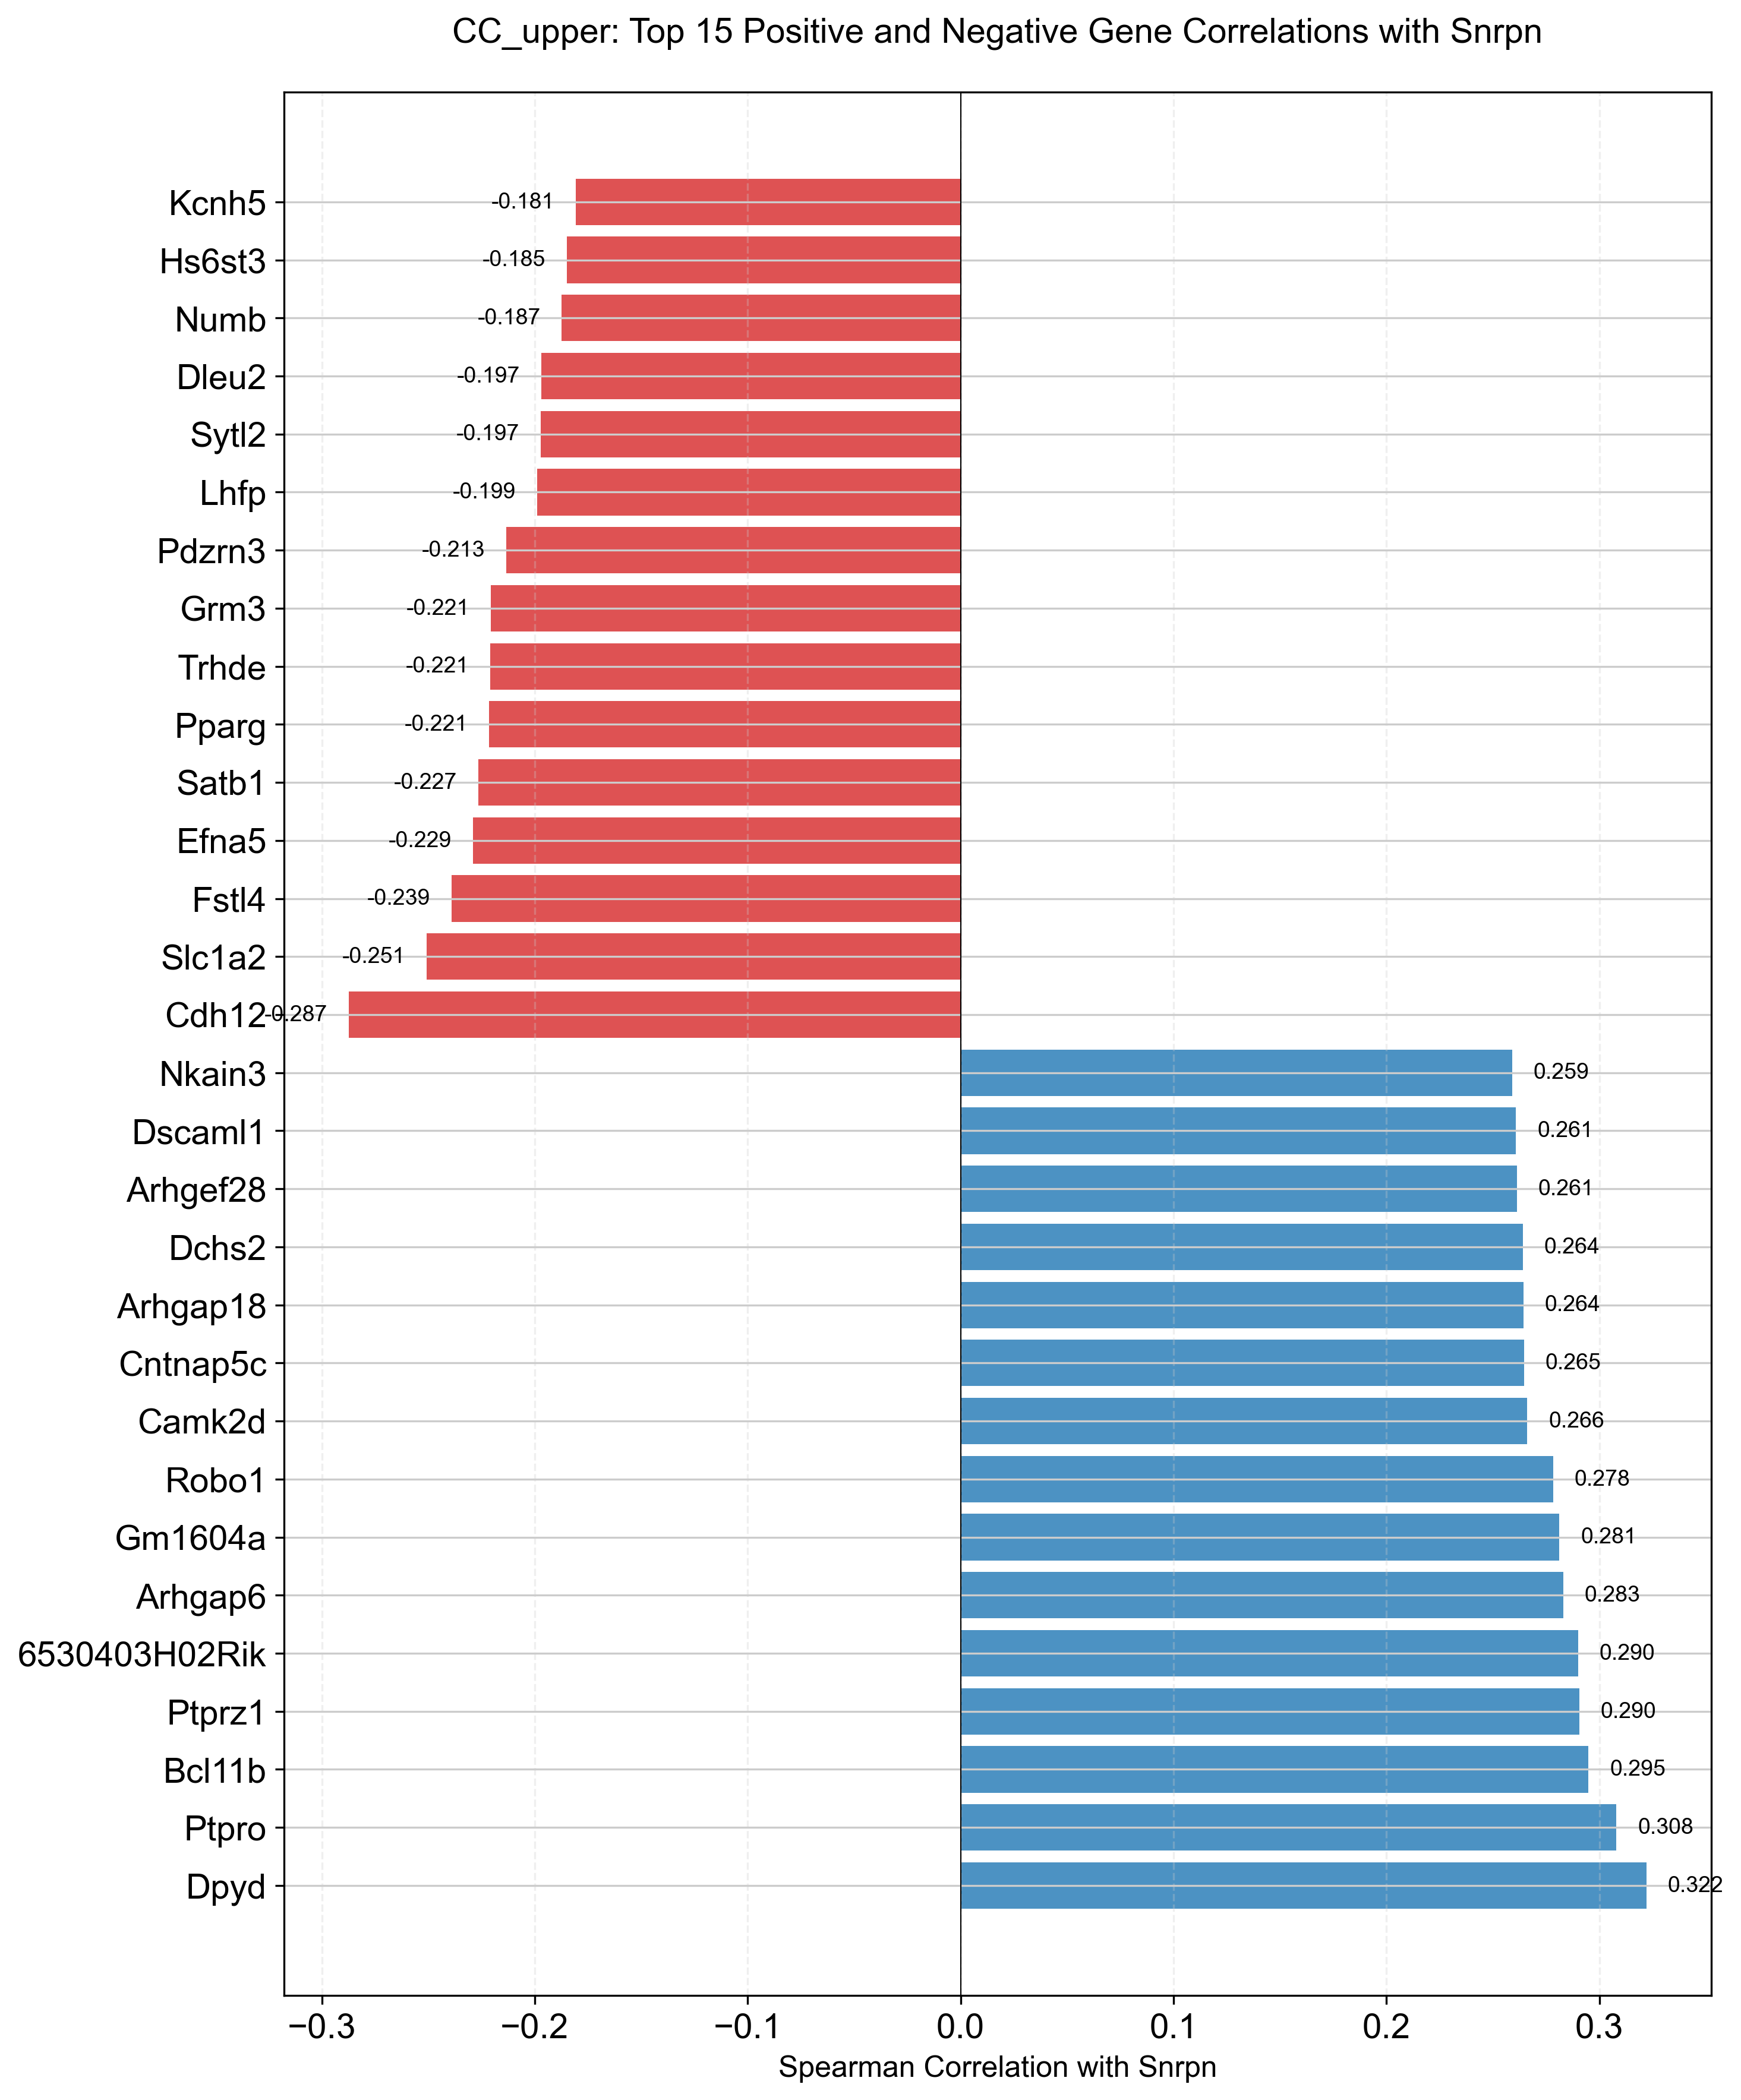 CC_upper: Top 15 Positive and Negative Gene Correlations with Snrpn
Kcnh5 -0.181
Hs6st3 -0.185
Numb -0.187
Dleu2 -0.197
Sytl2 -0.197
Lhfp -0.199
Pdzrn3 -0.213
Grm3 -0.221
Trhde -0.221
Pparg -0.221
Satb1 -0.227
Efna5 -0.229
Fstl4 -0.239
Slc1a2 -0.251
Cdh12 -0.287
Nkain3 0.259
Dscaml1 0.261
Arhgef28 0.261
Dchs2 0.264
Arhgap18 0.264
Cntnap5c 0.265
Camk2d 0.266
Robo1 0.278
Gm1604a 0.281
Arhgap6 0.283
6530403H02Rik 0.290
Ptprz1 0.290
Bcl11b 0.295
Ptpro 0.308
Dpyd 0.322
−0.3 −0.2 −0.1 0.0 0.1 0.2 0.3
Spearman Correlation with Snrpn